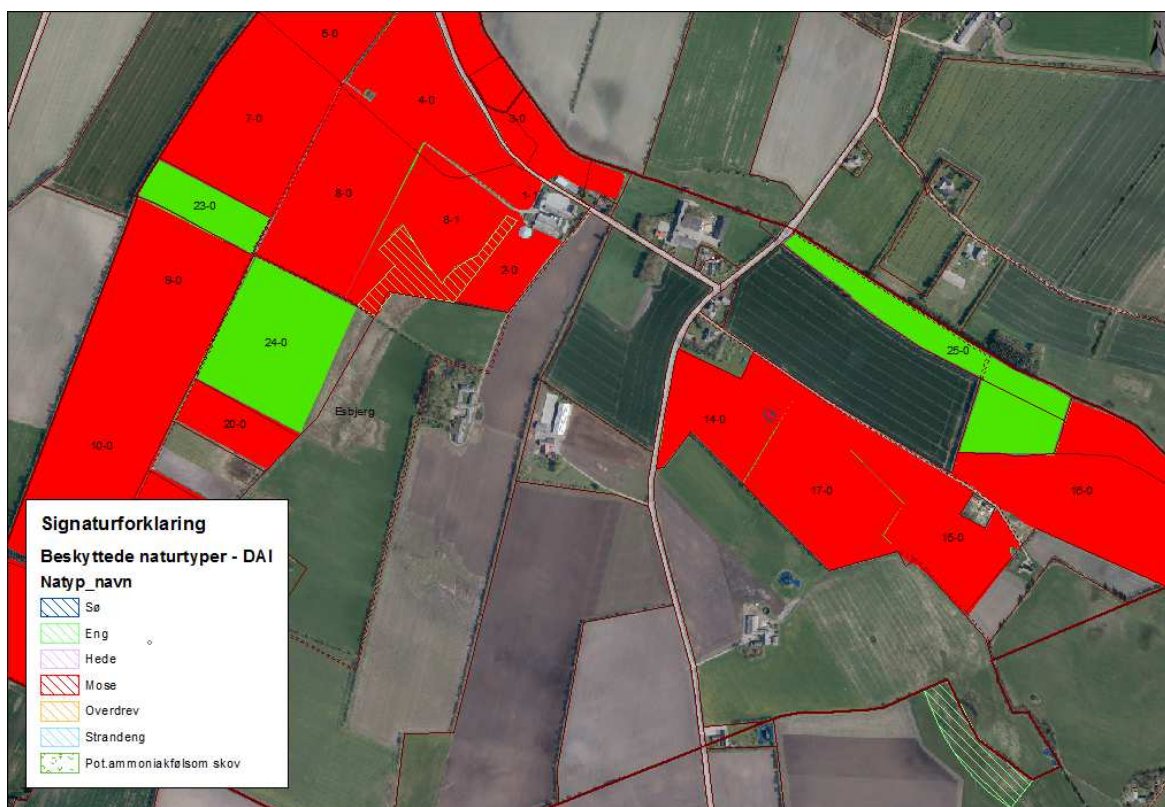 N
6-0
4-0
7-0
3-0
8-0
1-1
23-0
8-1
2-0
9-0
24-0
25-0
Esbjerg
20-0
14-0
10-0
17-0
16-0
15-0
Signaturforklaring
Beskyttede naturtyper - DAI
Natyp_navn
Sø
Eng
Hede
Mose
Overdrev
Strandeng
Pot.ammoniakfølsom skov